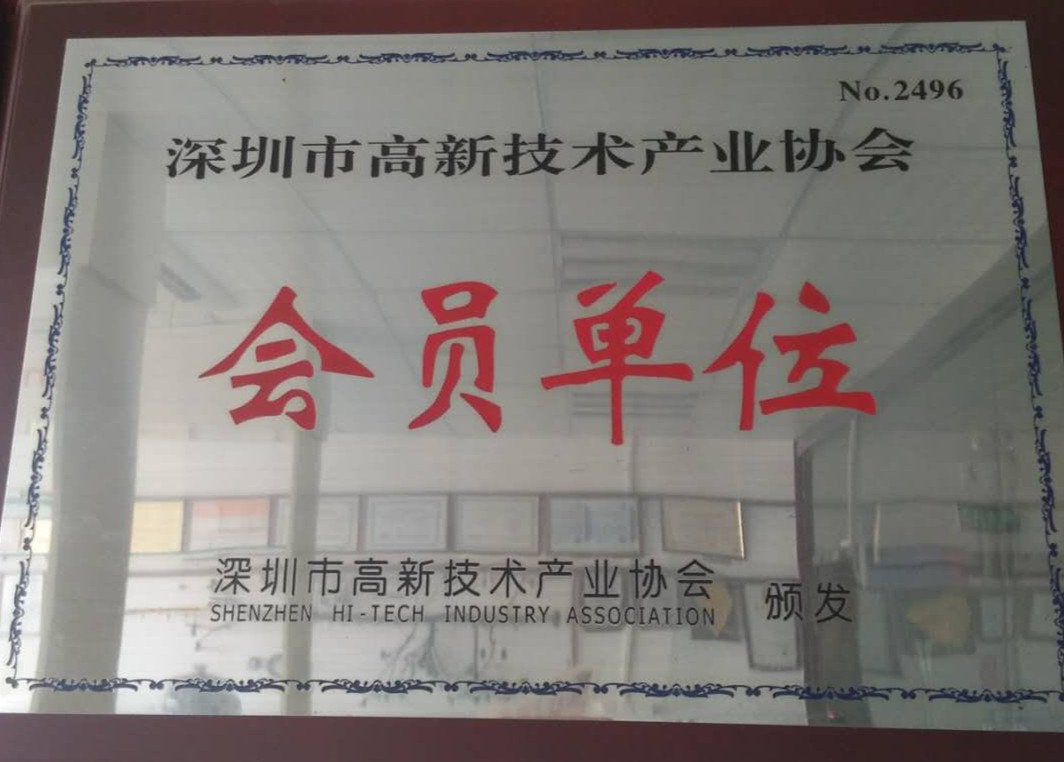 No.2496
深圳市高新技术产业协会
会员单位
深圳市高新技术产业协会 颁发
SHENZHEN HI-TECH INDUSTRY ASSOCIATION